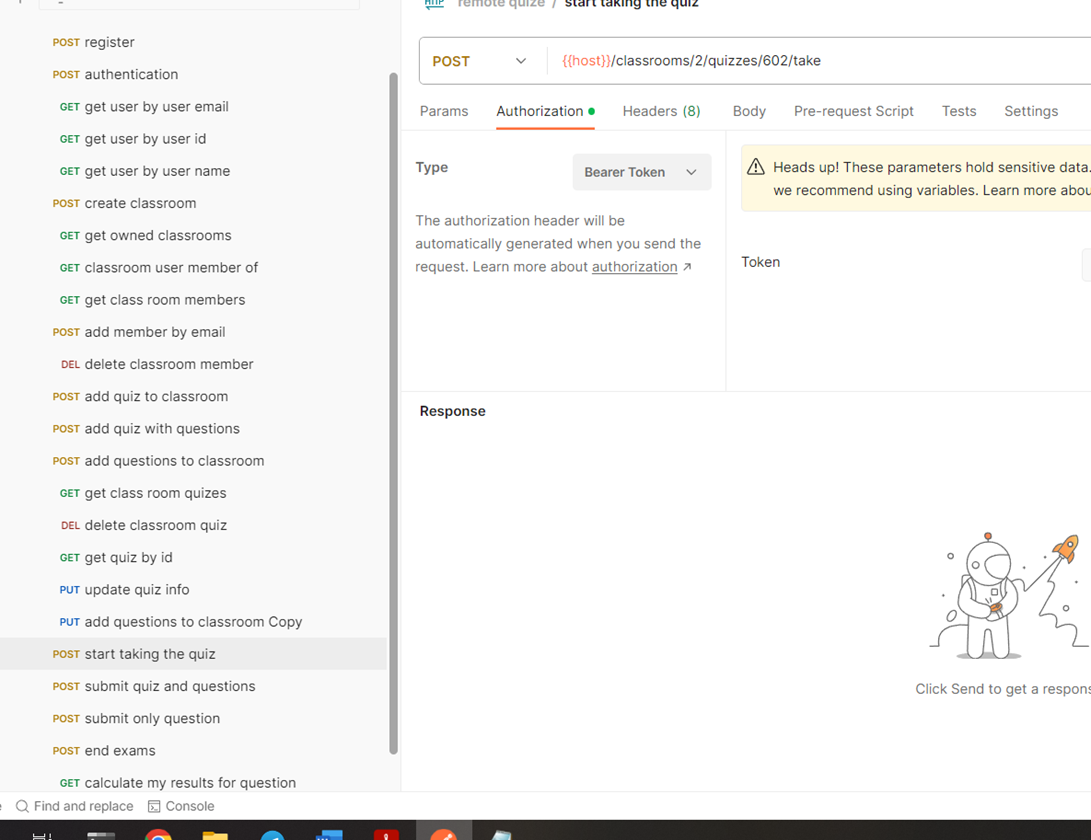 HTTP remote quize / start taking the quiz
POST register
POST authentication
GET get user by user email
GET get user by user id
GET get user by user name
POST create classroom
GET get owned classrooms
GET classroom user member of
GET get class room members
POST add member by email
DEL delete classroom member
POST add quiz to classroom
POST add quiz with questions
POST add questions to classroom
GET get class room quizes
DEL delete classroom quiz
GET get quiz by id
PUT update quiz info
PUT add questions to classroom Copy
POST start taking the quiz
POST submit quiz and questions
POST submit only question
POST end exams
GET calculate my results for question
POST {{host}}/classrooms/2/quizzes/602/take
Params Authorization Headers (8) Body Pre-request Script Tests Settings
Type Bearer Token
The authorization header will be
automatically generated when you send the
request. Learn more about authorization ↗
Heads up! These parameters hold sensitive data.
we recommend using variables. Learn more abou
Token
Response
Click Send to get a respons
Find and replace Console